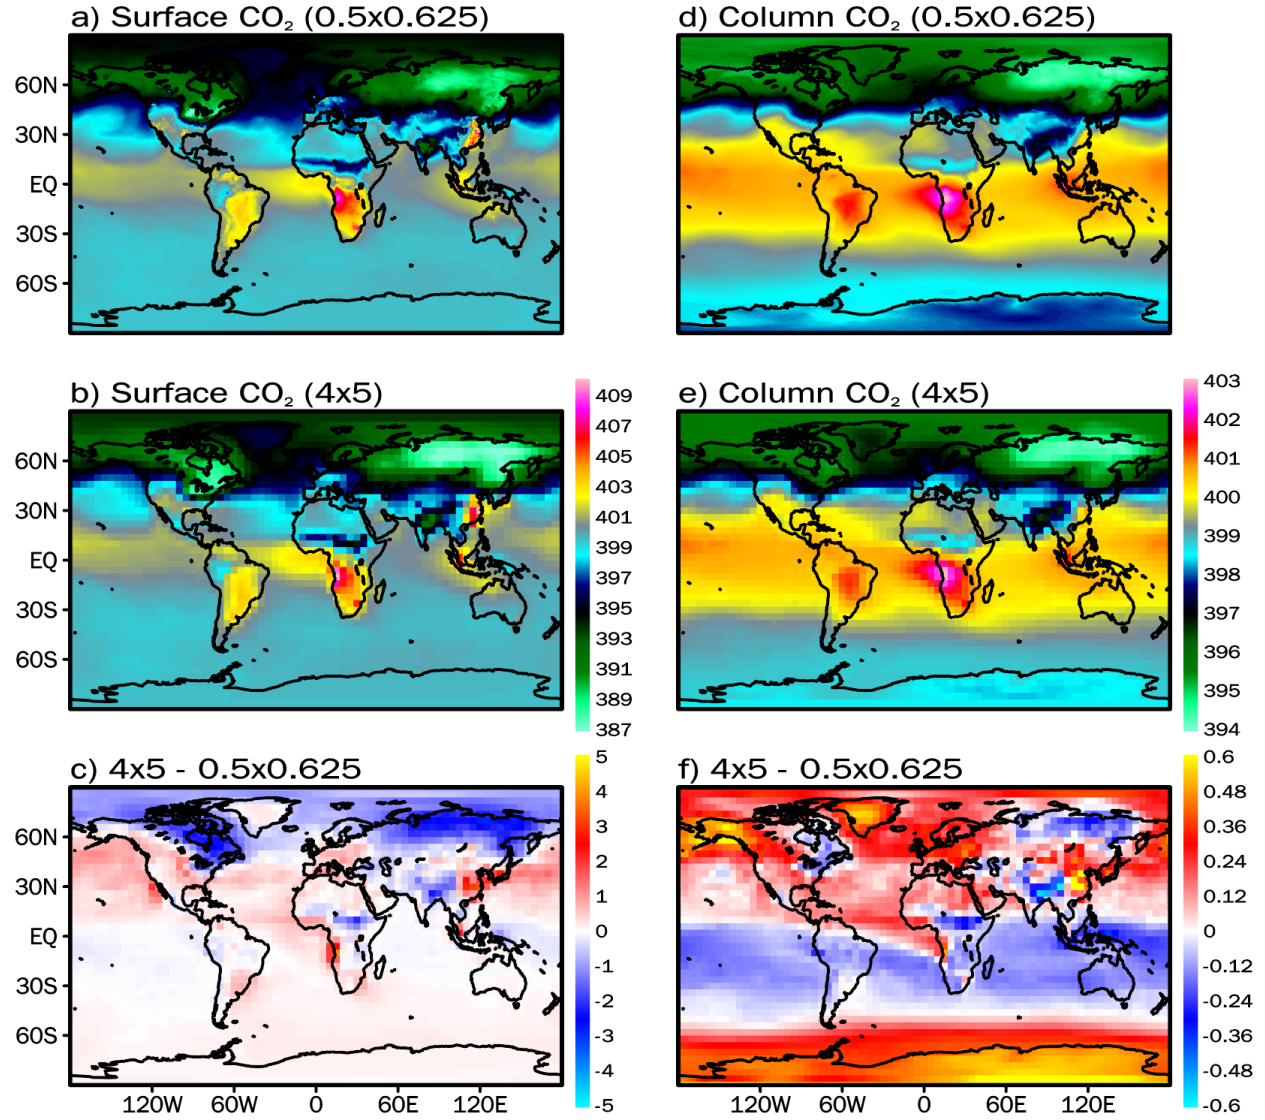 a) Surface CO₂ (0.5x0.625)
60N
30N
EQ
30S
60S
d) Column CO₂ (0.5x0.625)
b) Surface CO₂ (4x5)
60N
30N
EQ
30S
60S
409
407
405
403
401
399
397
395
393
391
389
387
e) Column CO₂ (4x5)
403
402
401
400
399
398
397
396
395
394
c) 4x5 - 0.5x0.625
60N
30N
EQ
30S
60S
120W 60W 0 60E 120E
5
4
3
2
1
0
-1
-2
-3
-4
-5
f) 4x5 - 0.5x0.625
120W 60W 0 60E 120E
0.6
0.48
0.36
0.24
0.12
0
-0.12
-0.24
-0.36
-0.48
-0.6